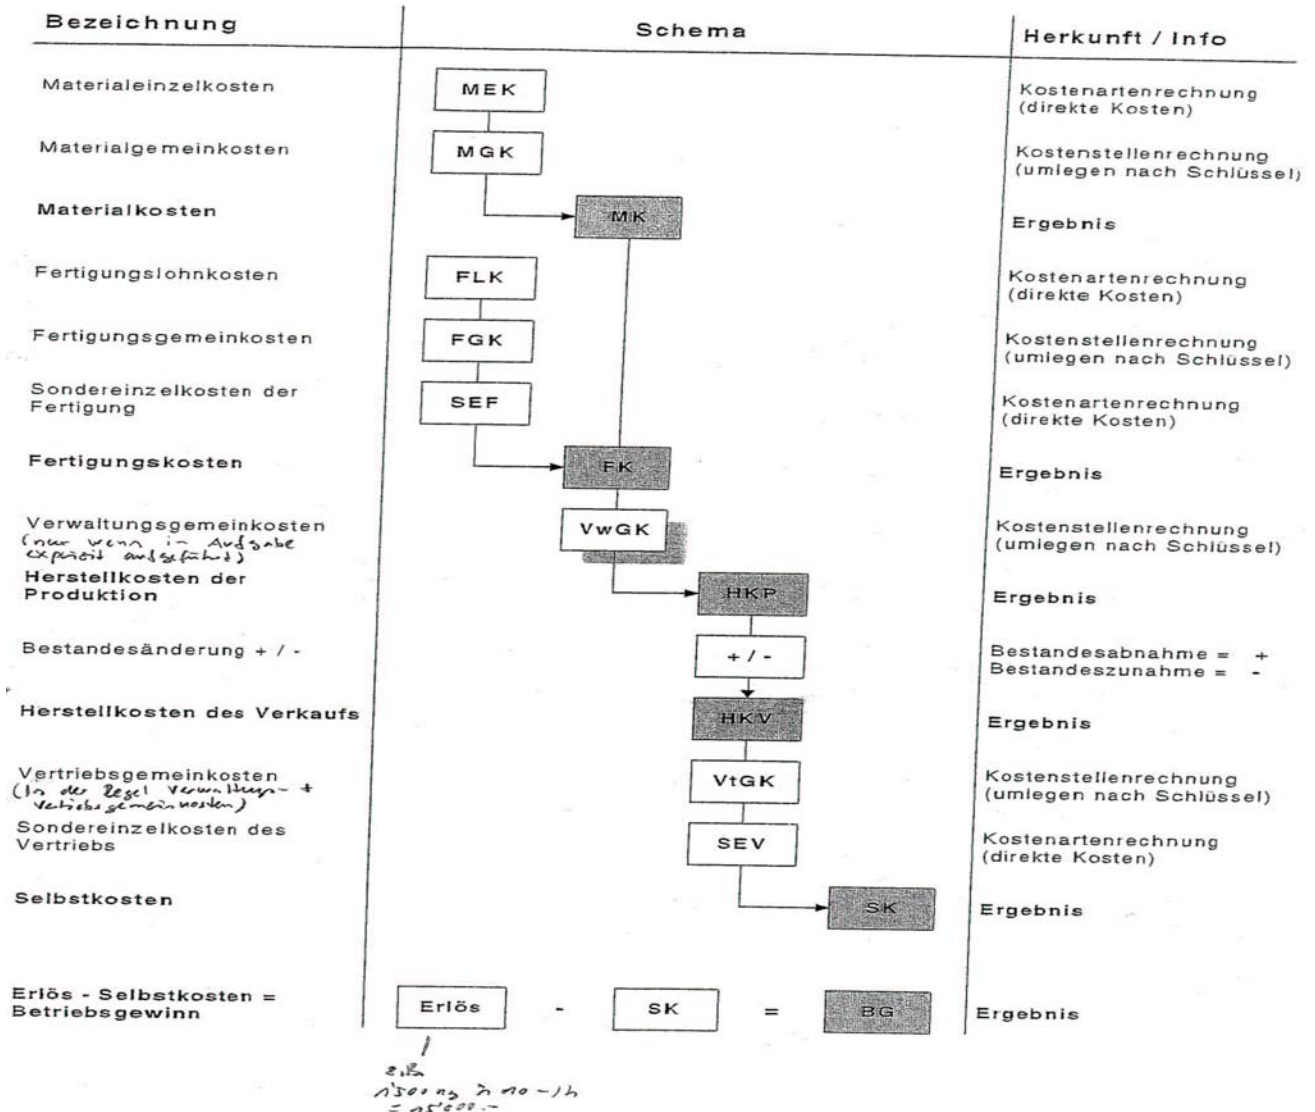 Bezeichnung Schema Herkunft / Info
Materialeinzelkosten MEK Kostenartenrechnung
(direkte Kosten)
Materialgemeinkosten MGK Kostenstellenrechnung
(umlegen nach Schlüssel)
Materialkosten MK Ergebnis
Fertigungslohnkosten FLK Kostenartenrechnung
(direkte Kosten)
Fertigungsgemeinkosten FGK Kostenstellenrechnung
(umlegen nach Schlüssel)
Sondereinzelkosten der SEF Kostenartenrechnung
Fertigung (direkte Kosten)
Fertigungskosten FK Ergebnis
Verwaltungsgemeinkosten VwGK Kostenstellenrechnung
(nur wenn in Aufgabe (umlegen nach Schlüssel)
explizit aufgeführt)
Herstellkosten der HKP Ergebnis
Produktion
Bestandesänderung + / - + / - Bestandesabnahme = +
Bestandeszunahme = -
Herstellkosten des Verkaufs HKV Ergebnis
Vertriebsgemeinkosten VtGK Kostenstellenrechnung
(In der Regel Verwaltungs- + (umlegen nach Schlüssel)
Vertriebsgemeinkosten)
Sondereinzelkosten des SEV Kostenartenrechnung
Vertriebs (direkte Kosten)
Selbstkosten SK Ergebnis
Erlös - Selbstkosten = Erlös - SK = BG Ergebnis
Betriebsgewinn
1'500
= 15'000.-